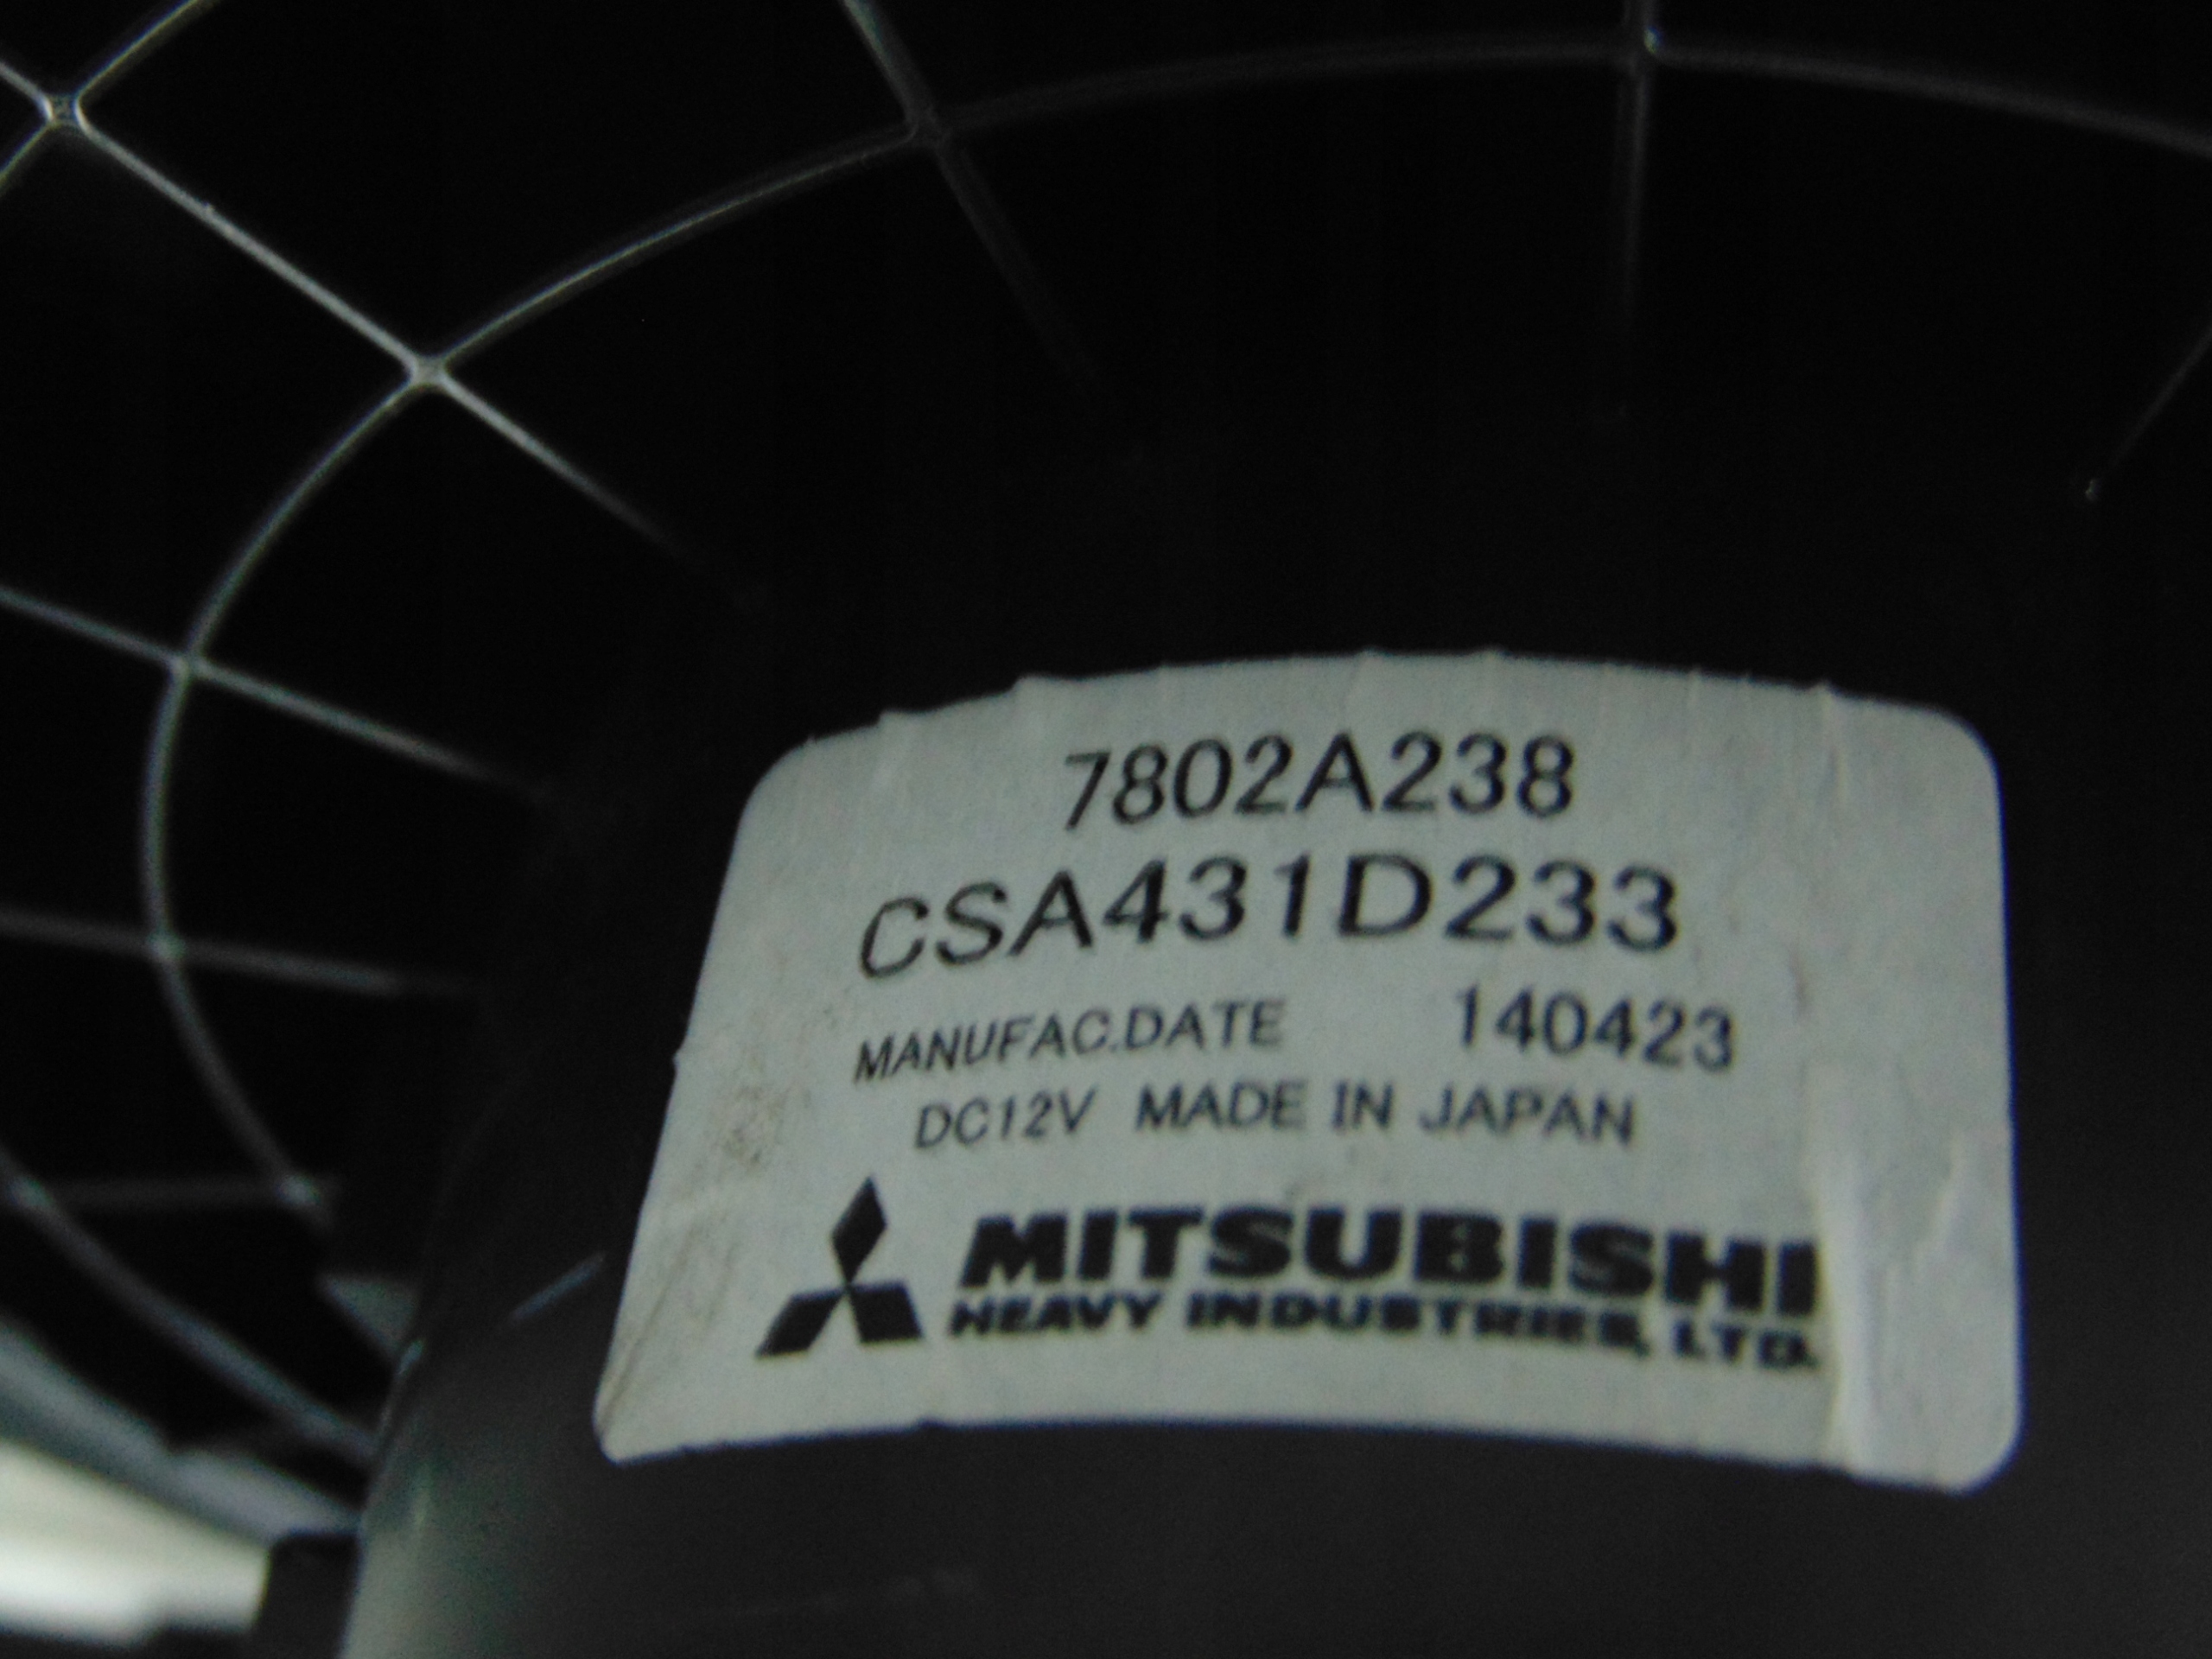 7802A238
CSA431D233
MANUFAC.DATE 140423
DC12V MADE IN JAPAN
MITSUBISHI
HEAVY INDUSTRIES, LTD.